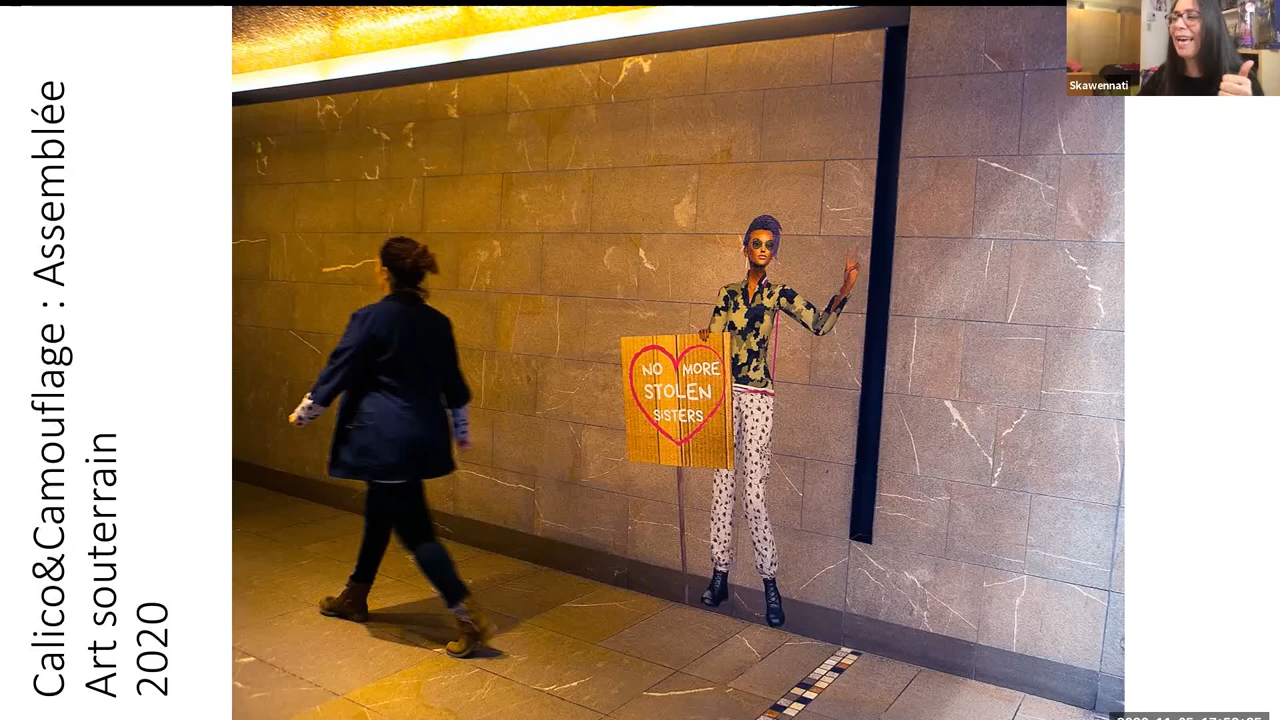 Calico&Camouflage : Assemblée
Art souterrain
2020
NO MORE
STOLEN
SISTERS
Skawennati